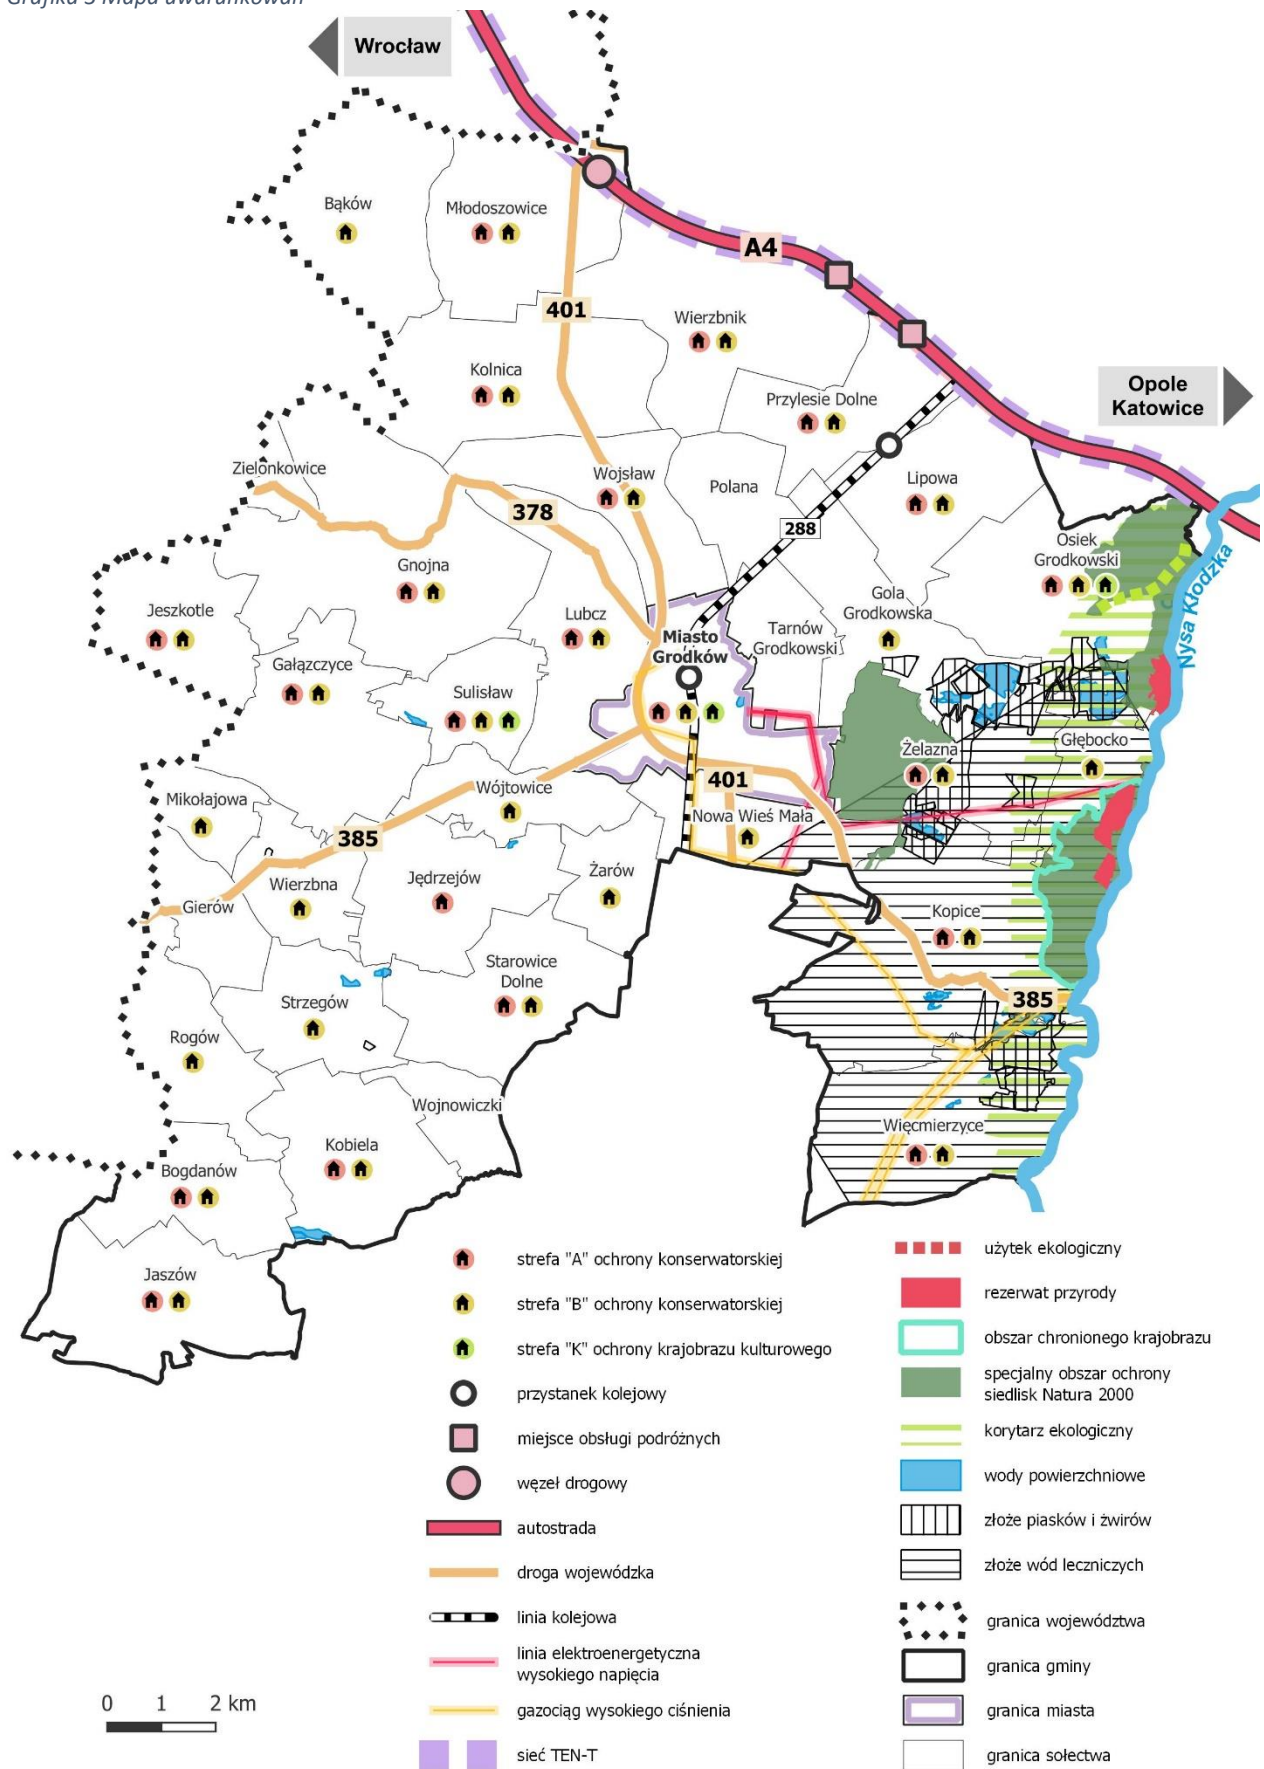 Grafika 3 Mapa uwarunkowań
Wrocław
Bąków
Młodoszowice
A4
401
Wierzbnik
Kolnica
Opole
Katowice
Przylesie Dolne
Zielonkowice
Wojsław
Polana
Lipowa
378
288
Osiek
Grodkowski
Nysa Kłodzka
Gnojna
Jeszkotle
Lubcz
Gola
Grodkowska
Miasto
Grodków
Tarnów
Grodkowski
Gałązczyce
Sulisław
Żelazna
Głębocko
401
Mikołajowa
Wójtowice
Nowa Wieś Mała
385
Wierzbna
Jędrzejów
Żarów
Gierów
Kopice
Starowice
Dolne
Strzegów
385
Rogów
Wojnowiczki
Więcmierzyce
Kobiela
Bogdanów
Jaszów
strefa "A" ochrony konserwatorskiej
strefa "B" ochrony konserwatorskiej
strefa "K" ochrony krajobrazu kulturowego
przystanek kolejowy
miejsce obsługi podróżnych
węzeł drogowy
autostrada
droga wojewódzka
linia kolejowa
linia elektroenergetyczna
wysokiego napięcia
gazociąg wysokiego ciśnienia
sieć TEN-T
użytek ekologiczny
rezerwat przyrody
obszar chronionego krajobrazu
specjalny obszar ochrony
siedlisk Natura 2000
korytarz ekologiczny
wody powierzchniowe
złoże piasków i żwirów
złoże wód leczniczych
granica województwa
granica gminy
granica miasta
granica sołectwa
0 1 2 km